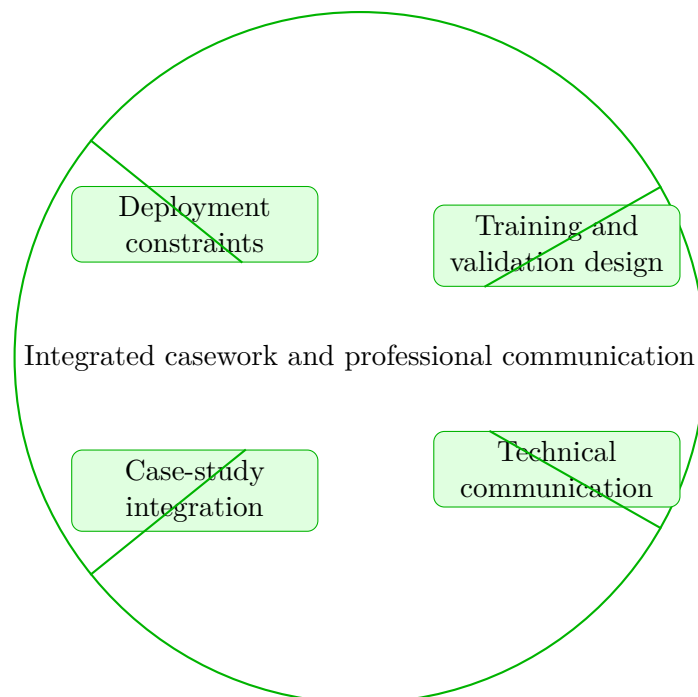 Deployment
constraints
Training and
validation design
Integrated casework and professional communication
Case-study
integration
Technical
communication